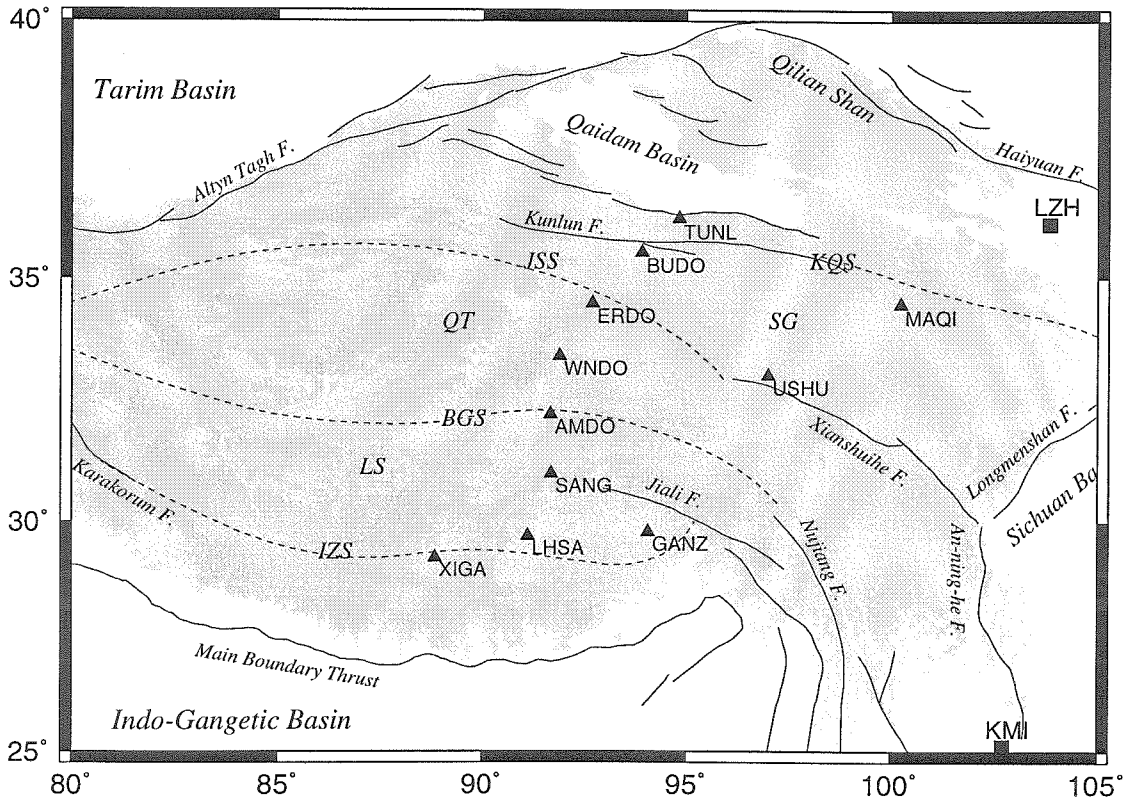 40°
Tarim Basin
Qilian Shan
Qaidam Basin
Altyn Tagh F.
Haiyuan F.
LZH
Kunlun F.
TUNL
ISS
BUDO
KQS
35°
ERDO
MAQI
QT
SG
WNDO
USHU
BGS
AMDO
Xianshuihe F.
Longmenshan F.
LS
SANG
Jiali F.
Karakorum F.
Sichuan Ba
30°
IZS
XIGA
LHSA
GANZ
Nujiang F.
An-ning-he F.
Main Boundary Thrust
Indo-Gangetic Basin
KMI
25°
80°
85°
90°
95°
100°
105°